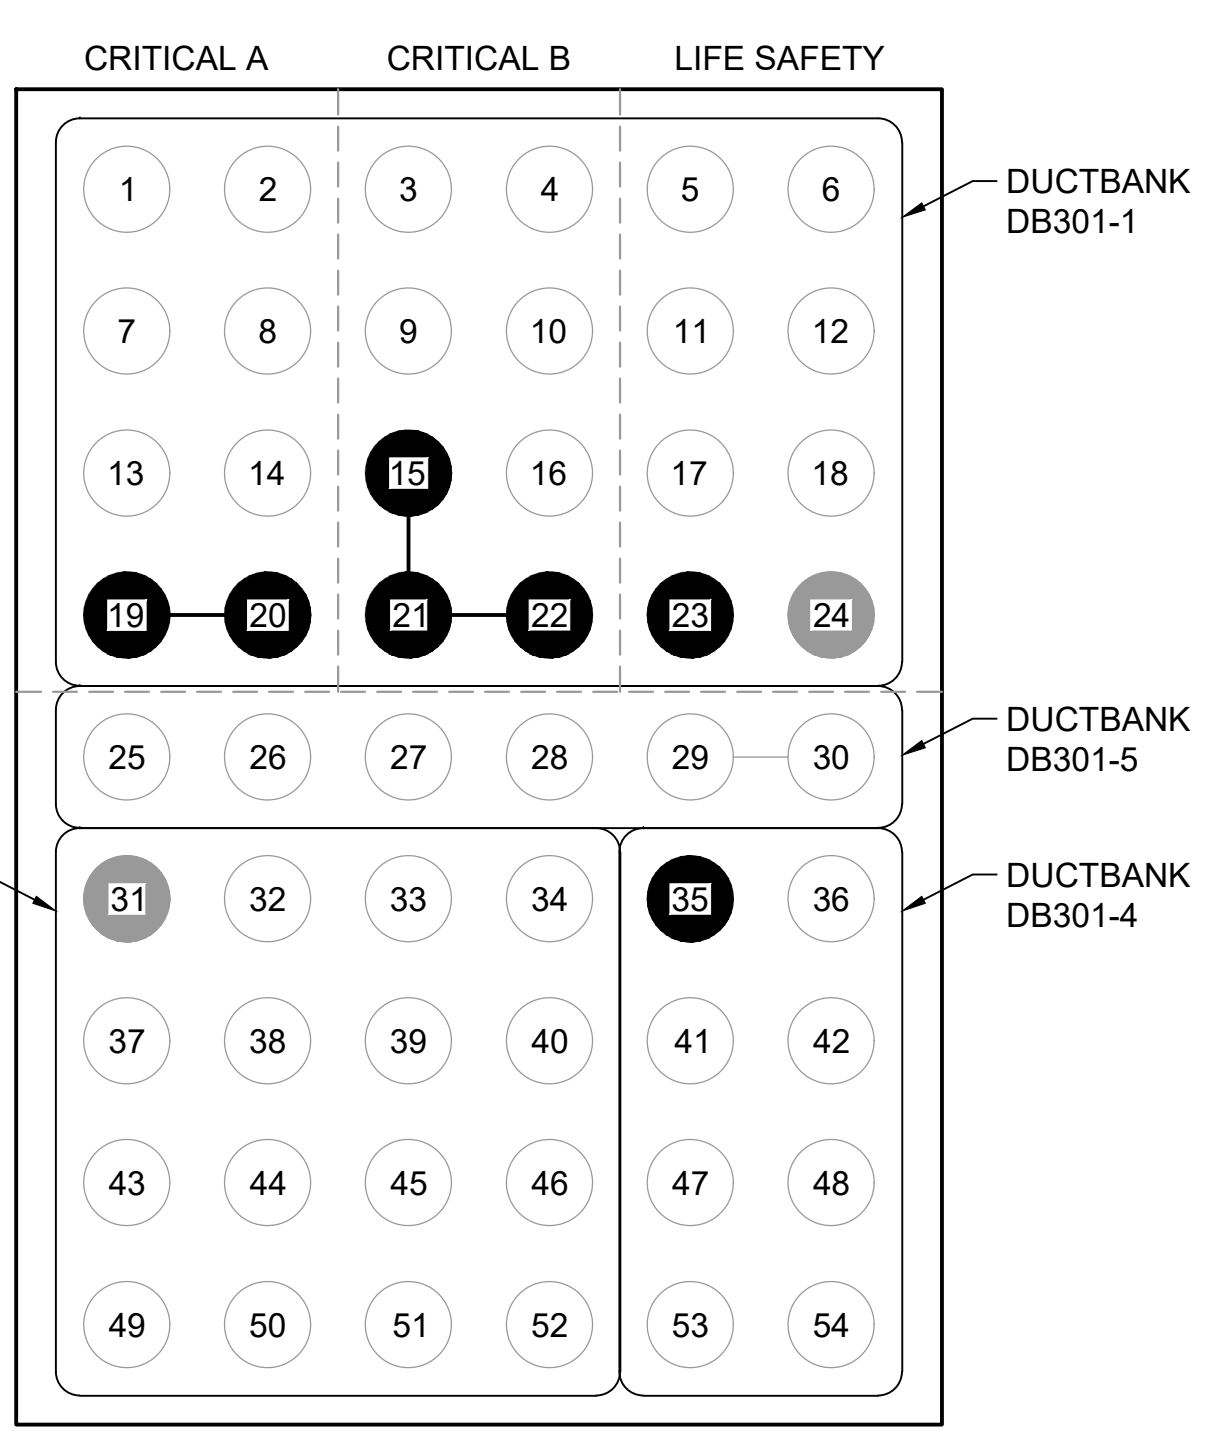 CRITICAL A CRITICAL B LIFE SAFETY
1 2 3 4 5 6
DUCTBANK
DB301-1
7 8 9 10 11 12
13 14 15 16 17 18
19 20 21 22 23 24
25 26 27 28 29 30
DUCTBANK
DB301-5
31 32 33 34 35 36
DUCTBANK
DB301-4
37 38 39 40 41 42
43 44 45 46 47 48
49 50 51 52 53 54